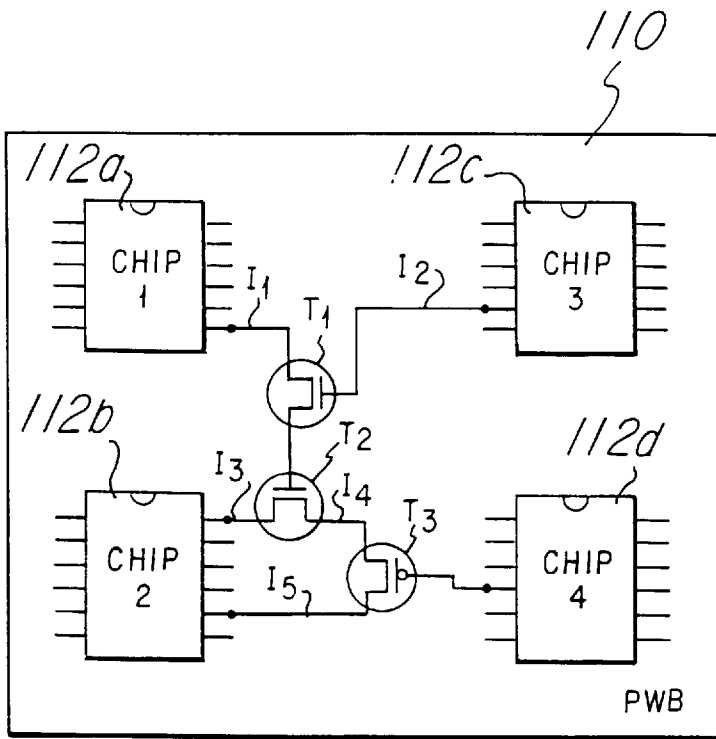 110
112a
112c
CHIP
1
CHIP
3
I1
I2
T1
112b
T2
112d
I3
I4
T3
CHIP
2
CHIP
4
I5
PWB